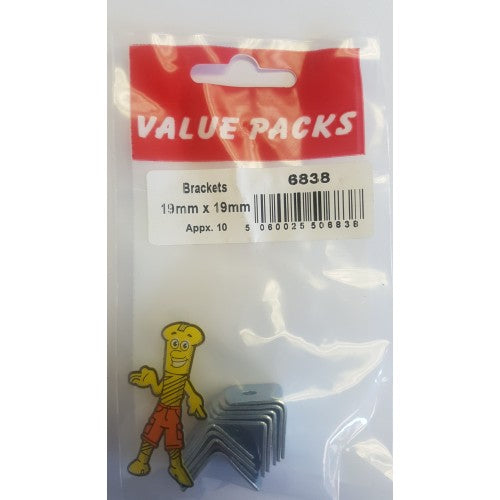 VALUE PACKS
Brackets 6838
19mm x 19mm
Appx. 10 5 060025 506838